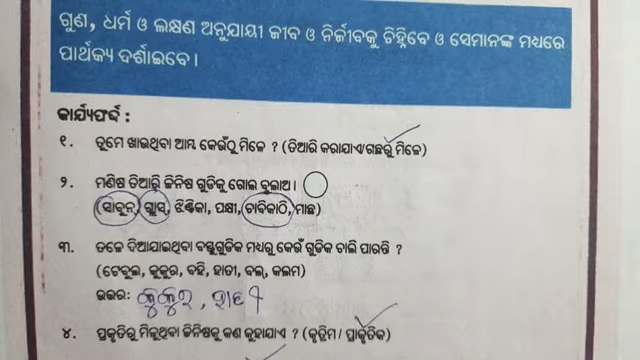 ଗୁଣ, ଧର୍ମ ଓ ଲକ୍ଷଣ ଅନୁଯାୟୀ ଜୀବ ଓ ନିର୍ଜୀବକୁ ଚିହ୍ନିବେ ଓ ସେମାନଙ୍କ ମଧ୍ୟରେ
ପାର୍ଥକ୍ୟ ଦର୍ଶାଇବେ।
କାର୍ଯ୍ୟଫର୍ଦ୍ଦ :
୧. ତୁମେ ଖାଉଥିବା ଆମ୍ବ କେଉଁଠୁ ମିଳେ ? (ତିଆରି କରାଯାଏ/ଗଛରୁ ମିଳେ)
୨. ମଣିଷ ତିଆରି ଜିନିଷ ଗୁଡିକୁ ଗୋଲ ବୁଲାଅ।
(ସାବୁନ୍, ଗ୍ଲାସ୍, ଝିଣ୍ଟିକା, ପକ୍ଷୀ, ଚାବିକାଠି, ମାଛ)
୩. ତଳେ ଦିଆଯାଇଥିବା ବସ୍ତୁଗୁଡିକ ମଧ୍ୟରୁ କେଉଁ ଗୁଡିକ ଚାଲି ପାରନ୍ତି ?
(ଟେବୁଲ, କୁକୁର, ବହି, ହାତୀ, ବଲ୍, କଲମ)
ଉତ୍ତର: କୁକୁର, ହାତୀ
୪. ପ୍ରକୃତିରୁ ମିଳୁଥିବା ଜିନିଷକୁ କଣ କୁହାଯାଏ ? (କୃତ୍ରିମ / ପ୍ରାକୃତିକ)